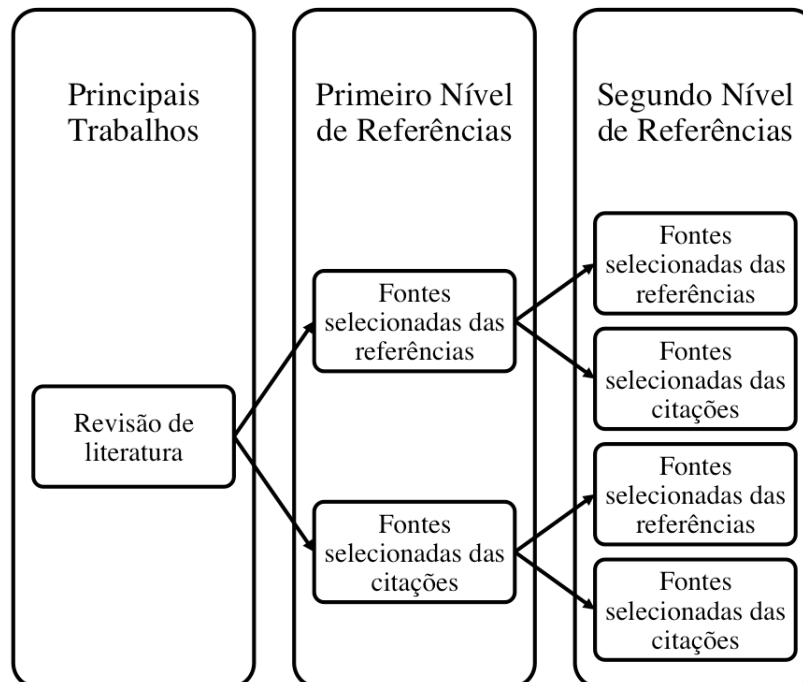 Principais
Trabalhos
Revisão de
literatura
Primeiro Nível
de Referências
Fontes
selecionadas das
referências
Fontes
selecionadas das
citações
Segundo Nível
de Referências
Fontes
selecionadas das
referências
Fontes
selecionadas das
citações
Fontes
selecionadas das
referências
Fontes
selecionadas das
citações